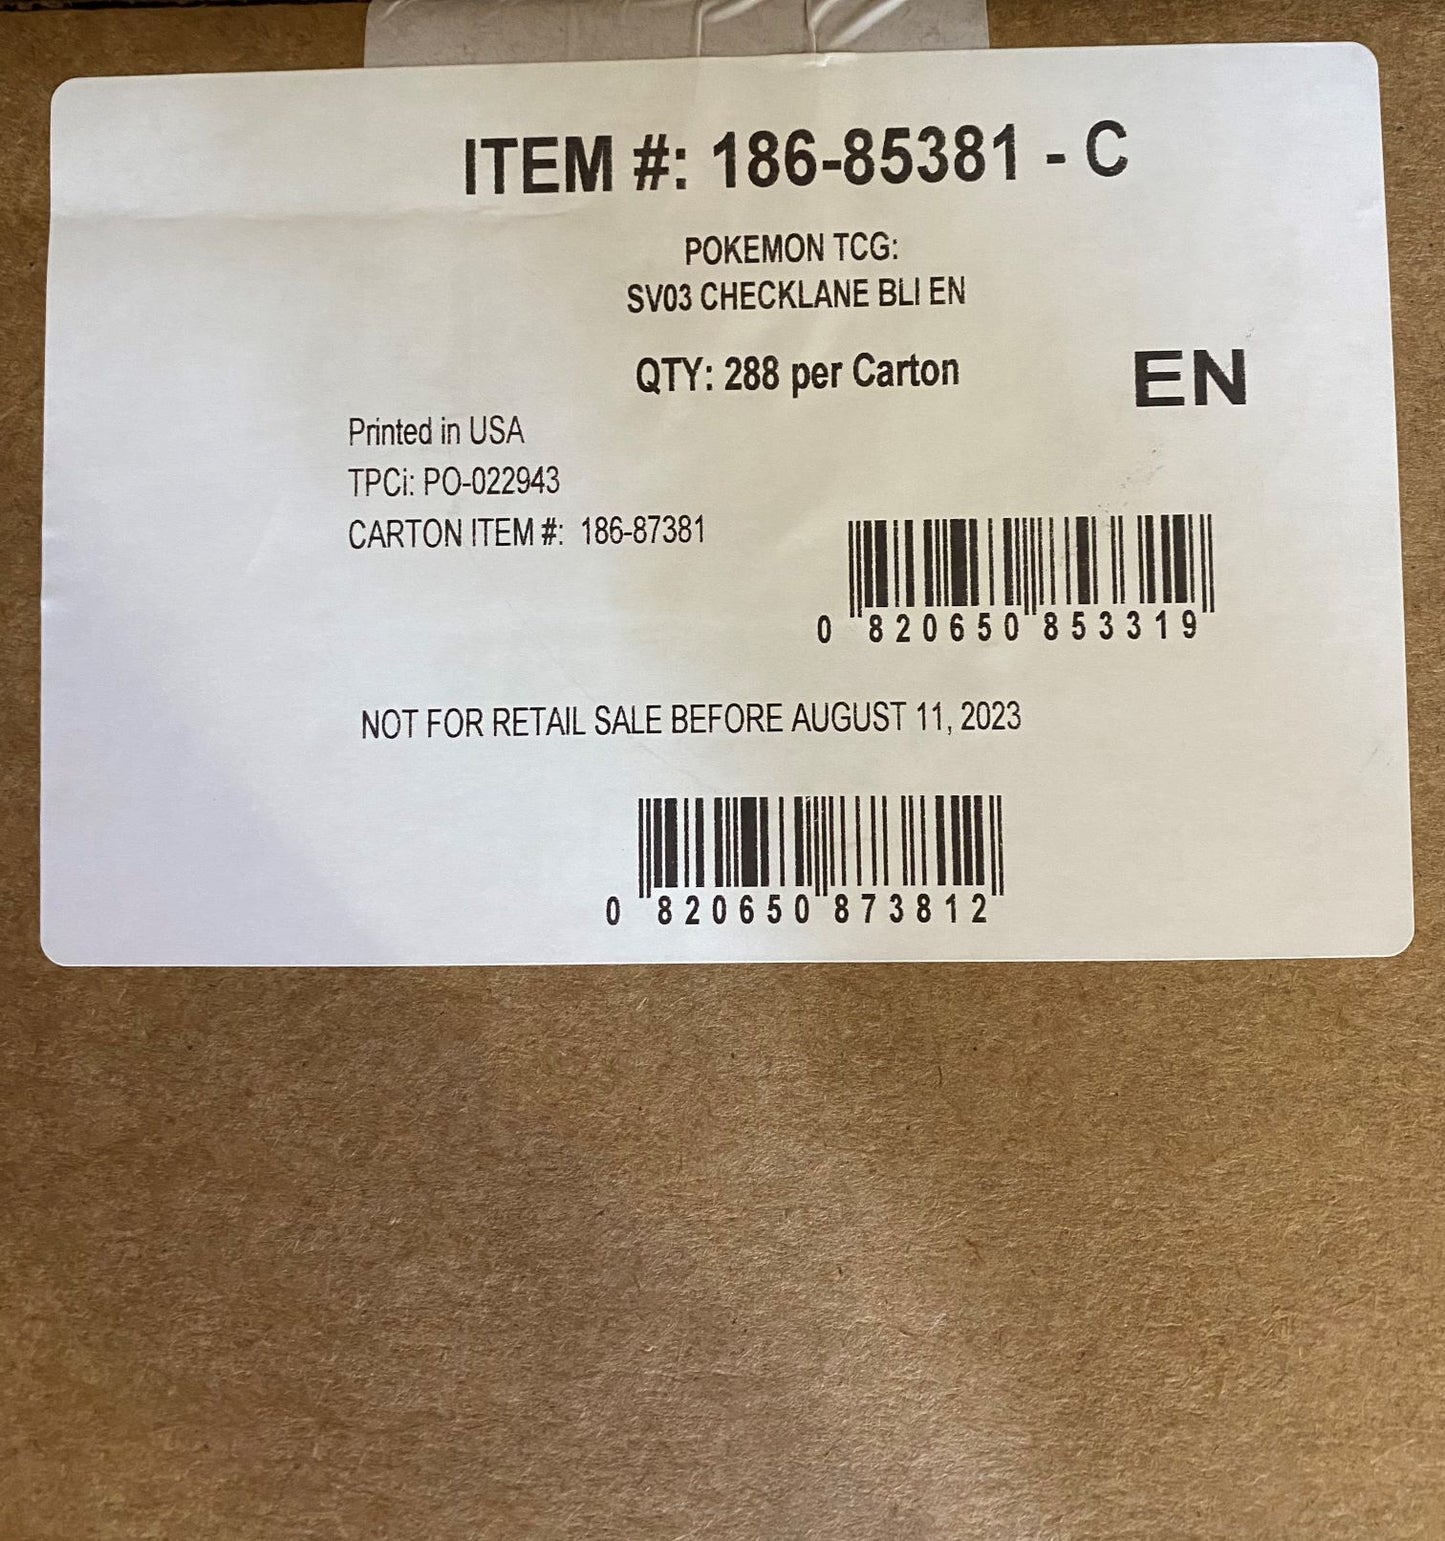 ITEM #: 186-85381 - C
POKEMON TCG:
SV03 CHECKLANE BLI EN
QTY: 288 per Carton
EN
Printed in USA
TPCi: PO-022943
CARTON ITEM #: 186-87381
0 820650 853319
NOT FOR RETAIL SALE BEFORE AUGUST 11, 2023
0 820650 873812